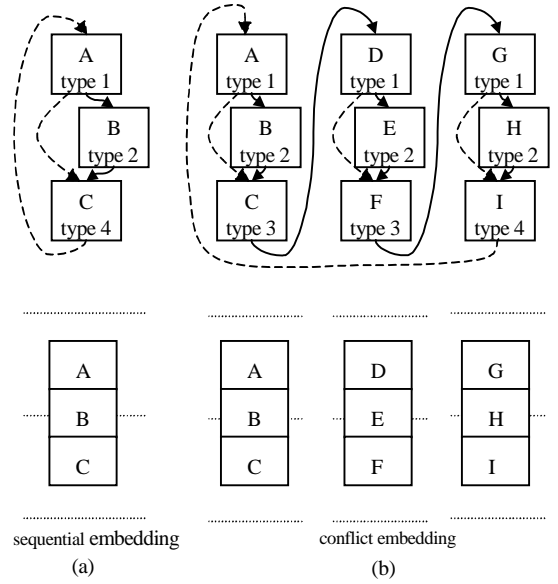 A
type 1
B
type 2
C
type 4
A
type 1
B
type 2
C
type 3
D
type 1
E
type 2
F
type 3
G
type 1
H
type 2
I
type 4
A
B
C
A
B
C
D
E
F
G
H
I
sequential embedding
(a)
conflict embedding
(b)